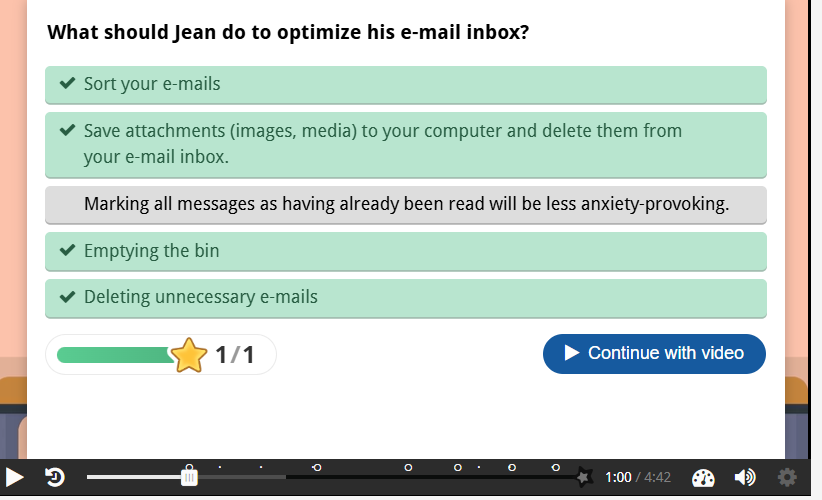 What should Jean do to optimize his e-mail inbox?
Sort your e-mails
Save attachments (images, media) to your computer and delete them from
your e-mail inbox.
Marking all messages as having already been read will be less anxiety-provoking.
Emptying the bin
Deleting unnecessary e-mails
1/1
Continue with video
1:00 / 4:42